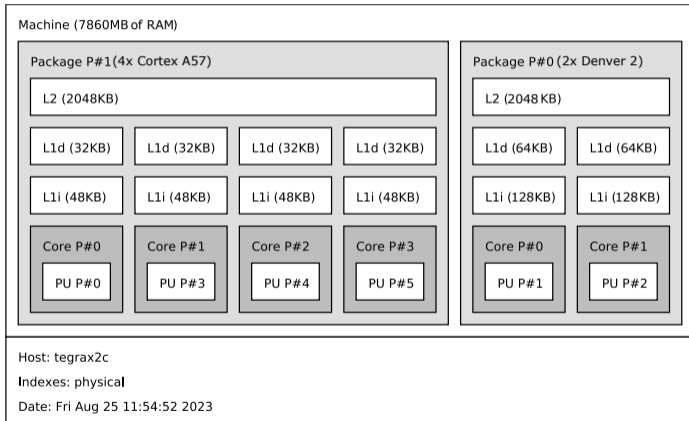 Machine (7860MB of RAM)
Package P#1(4x Cortex A57)
L2 (2048KB)
L1d (32KB) L1d (32KB) L1d (32KB) L1d (32KB)
L1i (48KB) L1i (48KB) L1i (48KB) L1i (48KB)
Core P#0 Core P#1 Core P#2 Core P#3
PU P#0 PU P#3 PU P#4 PU P#5
Package P#0 (2x Denver 2)
L2 (2048KB)
L1d (64KB) L1d (64KB)
L1i (128KB) L1i (128KB)
Core P#0 Core P#1
PU P#1 PU P#2
Host: tegrax2c
Indexes: physical
Date: Fri Aug 25 11:54:52 2023